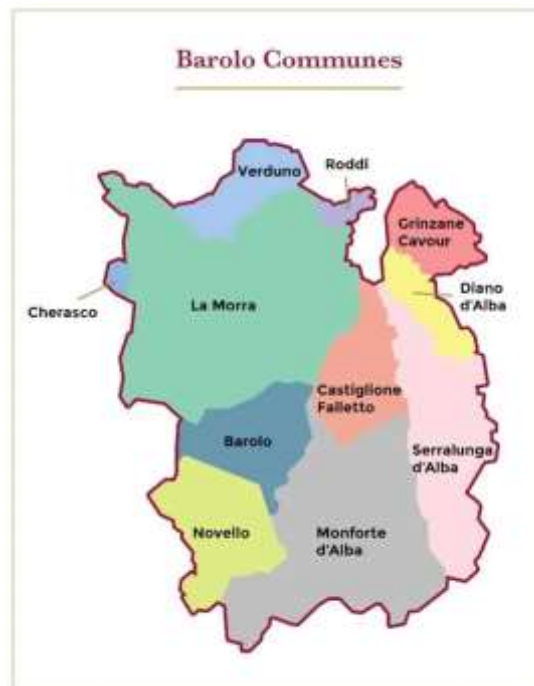 Barolo Communes
Verduno
Roddi
Grinzane
Cavour
Cherasco
La Morra
Diano
d'Alba
Castiglione
Falletto
Barolo
Serralunga
d'Alba
Novello
Monforte
d'Alba